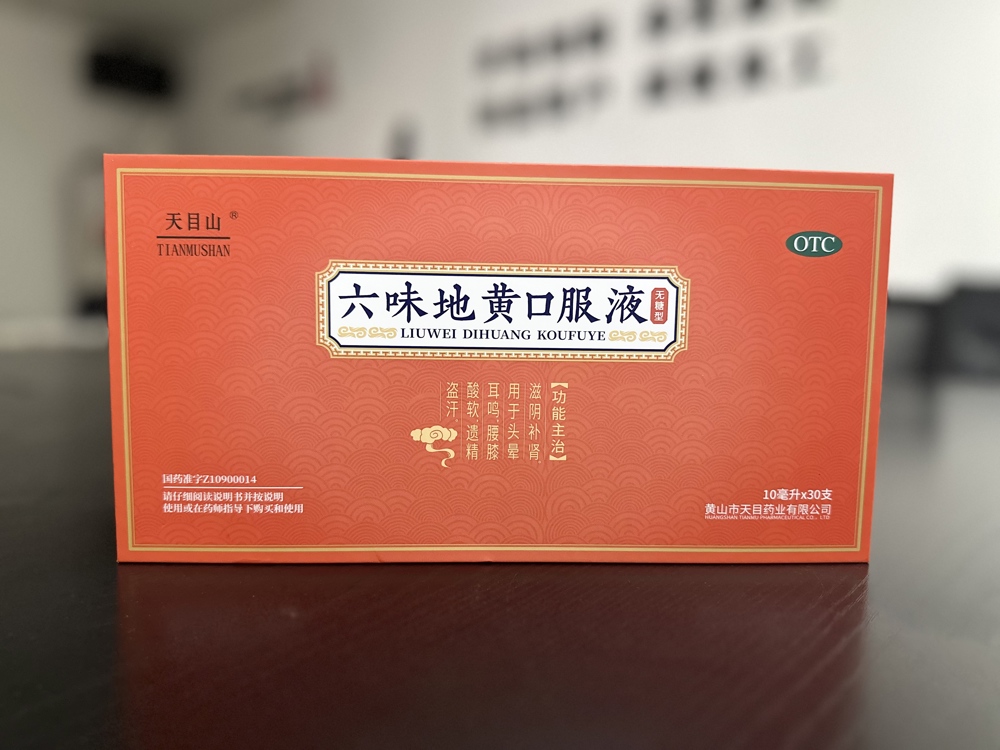 天目山®
TIANMUSHAN
OTC
六味地黄口服液
无糖型
LIUWEI DIHUANG KOUFUYE
【功能主治】
滋阴补肾。
用于头晕
耳鸣,腰膝
酸软,遗精
盗汗。
国药准字Z10900014
请仔细阅读说明书并按说明
使用或在药师指导下购买和使用
10毫升x30支
黄山市天目药业有限公司
HUANGSHAN TIANMU PHARMACEUTICAL CO., LTD